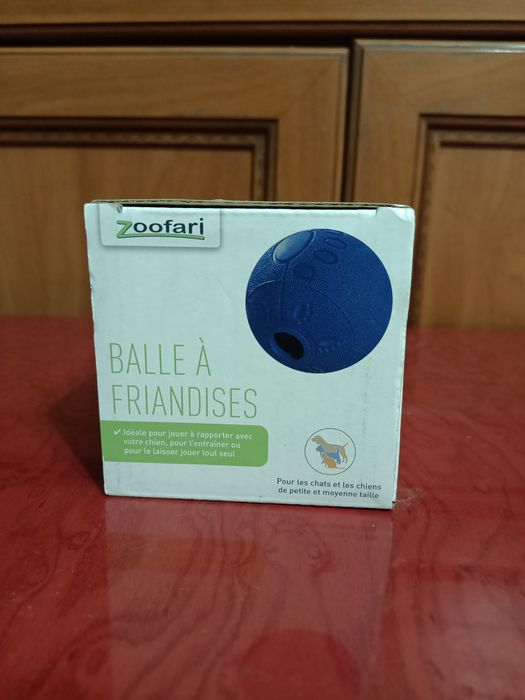 zoofari
BALLE À
FRIANDISES
✓ Idéale pour jouer à rapporter avec
votre chien, pour l'entraîner ou
pour le laisser jouer tout seul
Pour les chats et les chiens
de petite et moyenne taille